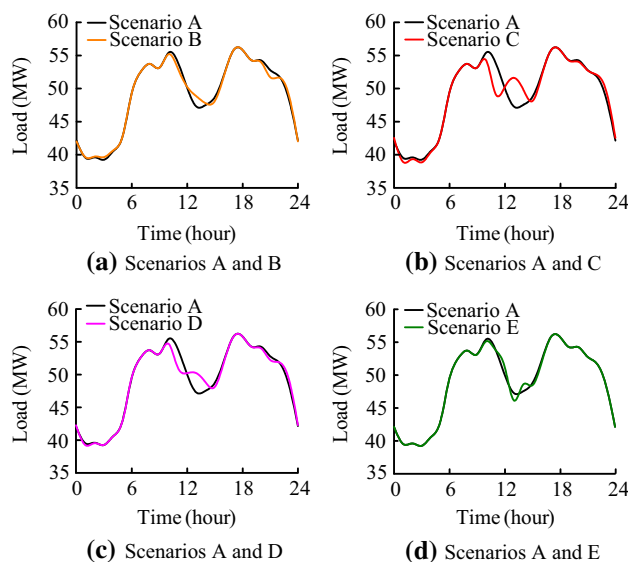 Scenario A
Scenario B
60
55
50
45
40
35
Load (MW)
0 6 12 18 24
Time (hour)
(a) Scenarios A and B
Scenario A
Scenario C
60
55
50
45
40
35
Load (MW)
0 6 12 18 24
Time (hour)
(b) Scenarios A and C
Scenario A
Scenario D
60
55
50
45
40
35
Load (MW)
0 6 12 18 24
Time (hour)
(c) Scenarios A and D
Scenario A
Scenario E
60
55
50
45
40
35
Load (MW)
0 6 12 18 24
Time (hour)
(d) Scenarios A and E